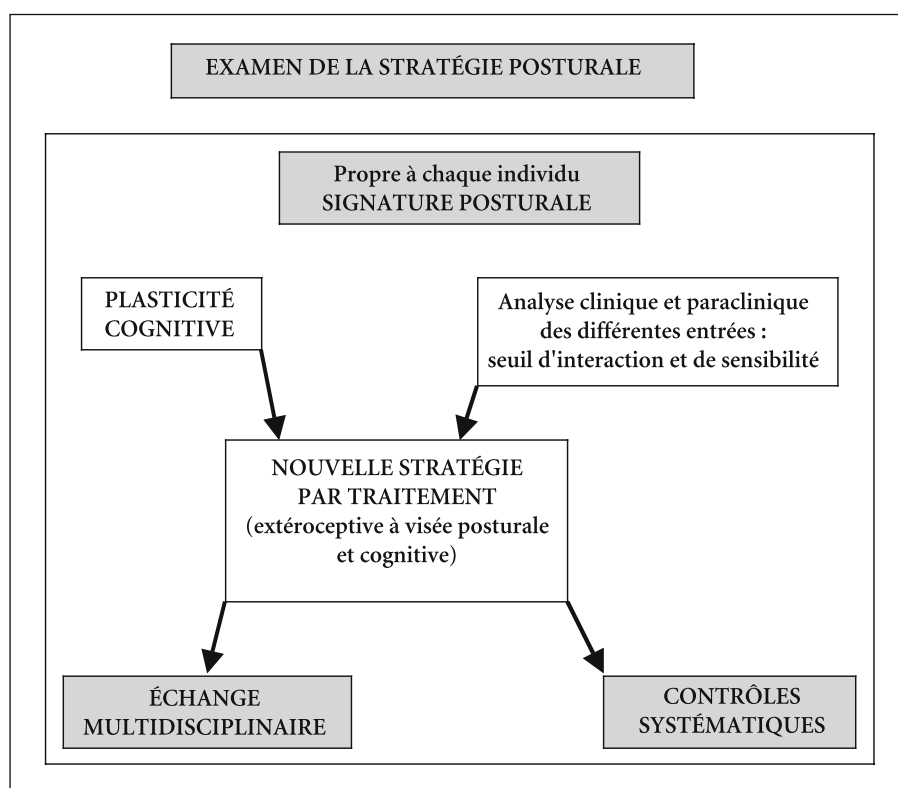 EXAMEN DE LA STRATÉGIE POSTURALE
Propre à chaque individu
SIGNATURE POSTURALE
PLASTICITÉ
COGNITIVE
Analyse clinique et paraclinique
des différentes entrées :
seuil d'interaction et de sensibilité
NOUVELLE STRATÉGIE
PAR TRAITEMENT
(extéroceptive à visée posturale
et cognitive)
ÉCHANGE
MULTIDISCIPLINAIRE
CONTRÔLES
SYSTÉMATIQUES